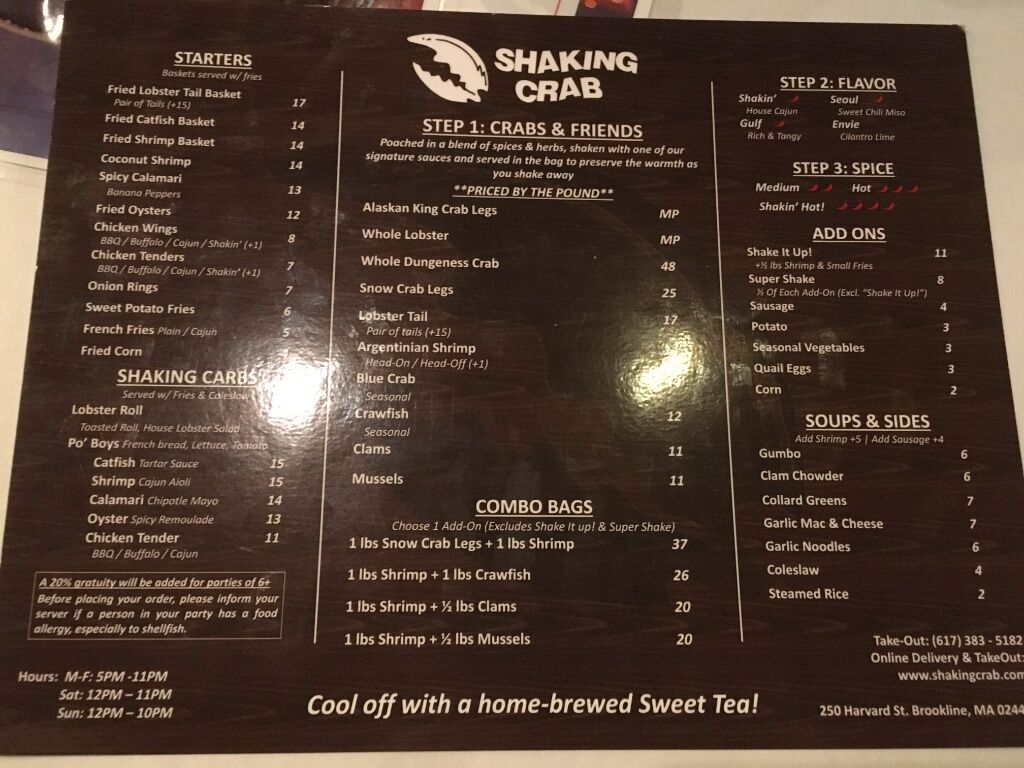 STARTERS
Baskets served w/ fries
Fried Lobster Tail Basket 17
Pair of Tails (+15)
Fried Catfish Basket 14
Fried Shrimp Basket 14
Coconut Shrimp 14
Spicy Calamari 13
Banana Peppers
Fried Oysters 12
Chicken Wings 8
BBQ / Buffalo / Cajun / Shakin' (+1)
Chicken Tenders 7
BBQ / Buffalo / Cajun / Shakin' (+1)
Onion Rings 7
Sweet Potato Fries 6
French Fries Plain / Cajun 5
Fried Corn
SHAKING CARBS
Served w/ Fries & Coleslaw
Lobster Roll
Toasted Roll, House Lobster Salad
Po' Boys French bread, Lettuce, Tomato
Catfish Tartar Sauce 15
Shrimp Cajun Aioli 15
Calamari Chipotle Mayo 14
Oyster Spicy Remoulade 13
Chicken Tender 11
BBQ / Buffalo / Cajun
A 20% gratuity will be added for parties of 6+
Before placing your order, please inform your
server if a person in your party has a food
allergy, especially to shellfish.
Hours: M-F: 5PM -11PM
Sat: 12PM – 11PM
Sun: 12PM – 10PM
SHAKING
CRAB
STEP 1: CRABS & FRIENDS
Poached in a blend of spices & herbs, shaken with one of our
signature sauces and served in the bag to preserve the warmth as
you shake away
**PRICED BY THE POUND**
Alaskan King Crab Legs MP
Whole Lobster MP
Whole Dungeness Crab 48
Snow Crab Legs 25
Lobster Tail 17
Pair of tails (+15)
Argentinian Shrimp
Head-On / Head-Off (+1)
Blue Crab
Seasonal
Crawfish 12
Seasonal
Clams 11
Mussels 11
COMBO BAGS
Choose 1 Add-On (Excludes Shake It up! & Super Shake)
1 lbs Snow Crab Legs + 1 lbs Shrimp 37
1 lbs Shrimp + 1 lbs Crawfish 26
1 lbs Shrimp + ½ lbs Clams 20
1 lbs Shrimp + ½ lbs Mussels 20
Cool off with a home-brewed Sweet Tea!
STEP 2: FLAVOR
Shakin' Seoul
House Cajun Sweet Chili Miso
Gulf Envie
Rich & Tangy Cilantro Lime
STEP 3: SPICE
Medium Hot
Shakin' Hot!
ADD ONS
Shake It Up! 11
+½ lbs Shrimp & Small Fries
Super Shake 8
½ Of Each Add-On (Excl. "Shake It Up!")
Sausage 4
Potato 3
Seasonal Vegetables 3
Quail Eggs 3
Corn 2
SOUPS & SIDES
Add Shrimp +5 | Add Sausage +4
Gumbo 6
Clam Chowder 6
Collard Greens 7
Garlic Mac & Cheese 7
Garlic Noodles 6
Coleslaw 4
Steamed Rice 2
Take-Out: (617) 383 - 5182
Online Delivery & TakeOut:
www.shakingcrab.com
250 Harvard St. Brookline, MA 0244